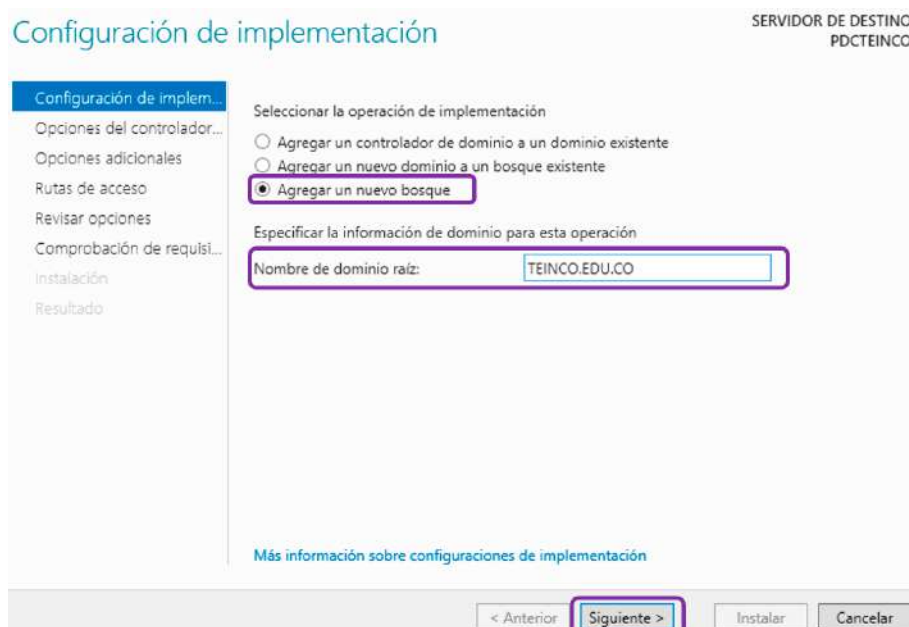 Configuración de implementación
SERVIDOR DE DESTINO
PDCTEINCO
Configuración de implem...
Opciones del controlador...
Opciones adicionales
Rutas de acceso
Revisar opciones
Comprobación de requisi...
Instalación
Resultado
Seleccionar la operación de implementación
Agregar un controlador de dominio a un dominio existente
Agregar un nuevo dominio a un bosque existente
Agregar un nuevo bosque
Especificar la información de dominio para esta operación
Nombre de dominio raíz: TEINCO.EDU.CO
Más información sobre configuraciones de implementación
< Anterior Siguiente > Instalar Cancelar